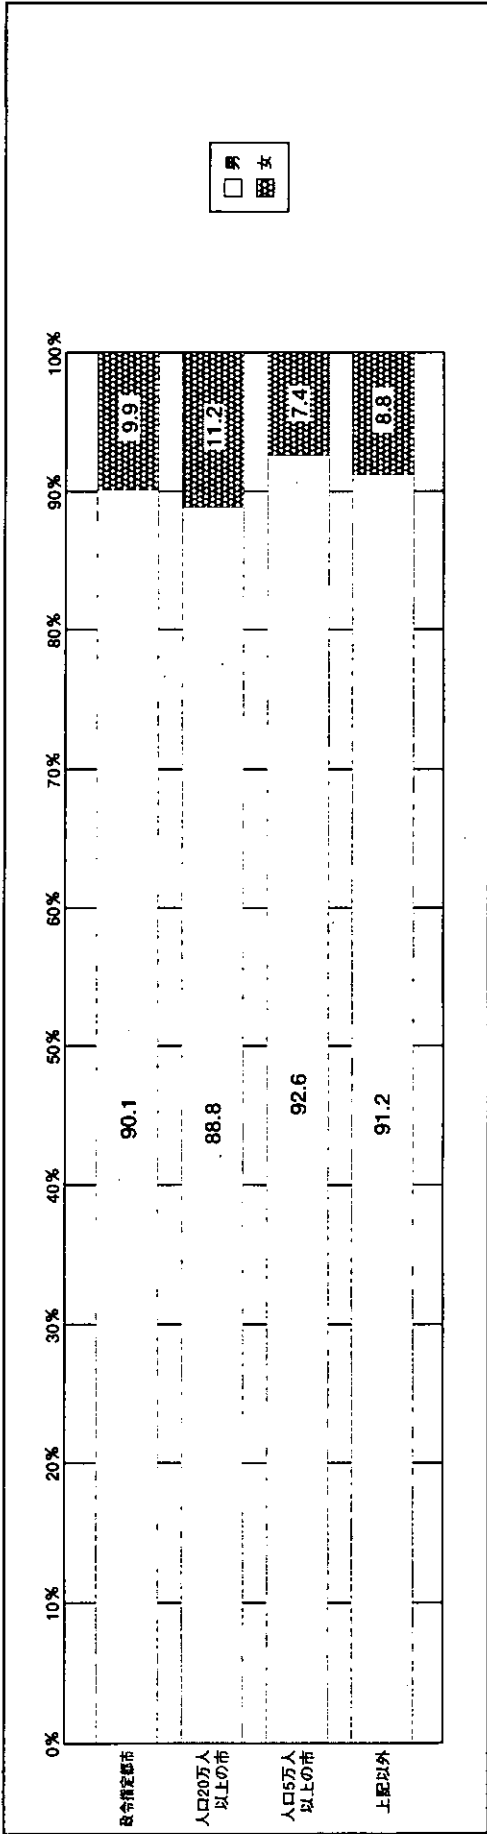 0%
10%
20%
30%
40%
50%
60%
70%
80%
90%
100%
政令指定都市
90.1
9.9
人口20万人
以上の市
88.8
11.2
人口5万人
以上の市
92.6
7.4
上記以外
91.2
8.8
男
女